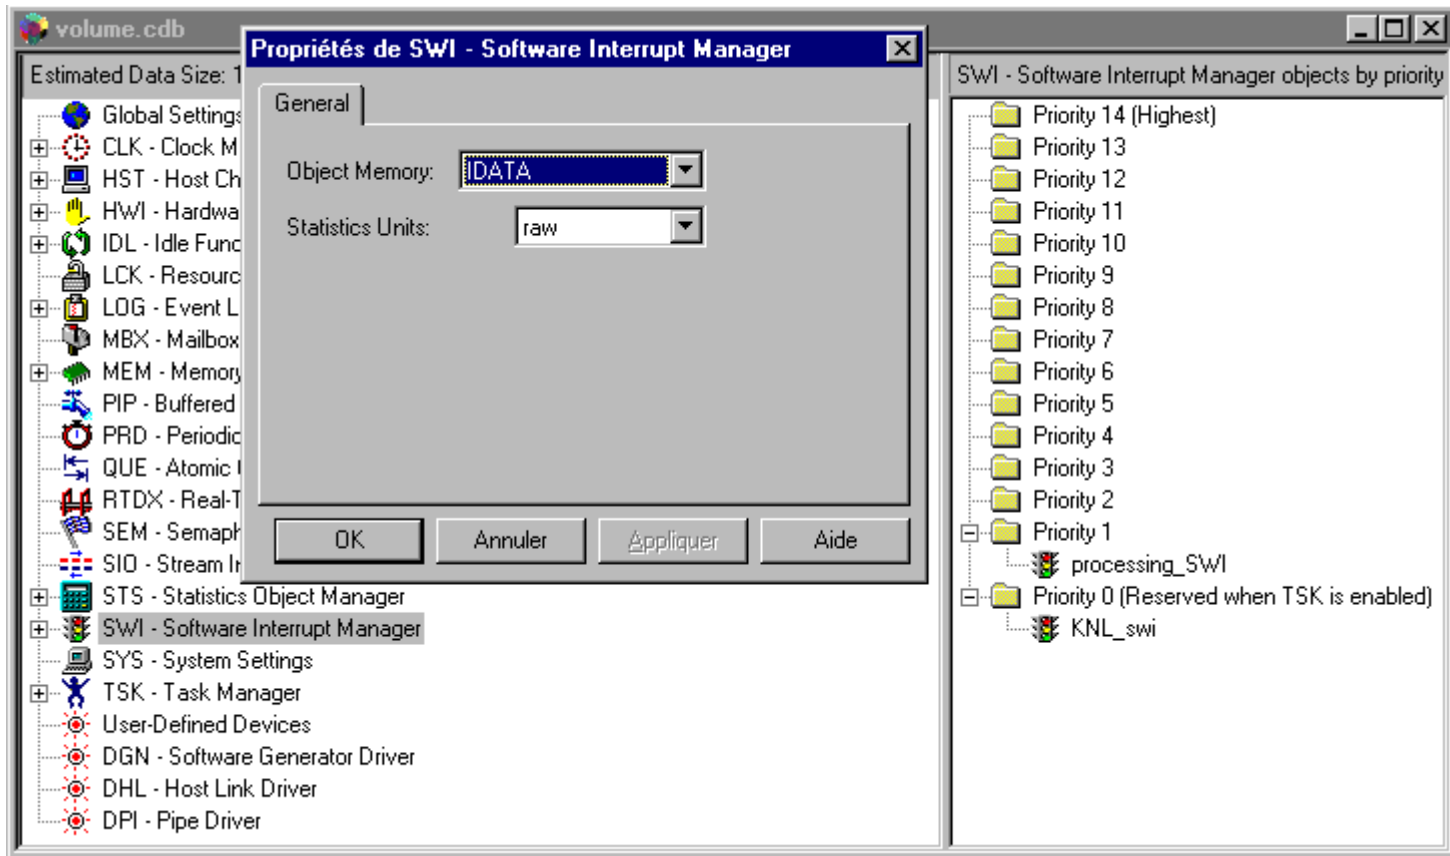 volume.cdb
Propriétés de SWI - Software Interrupt Manager
General
Object Memory: IDATA
Statistics Units: raw
OK Annuler Appliquer Aide
Estimated Data Size: 1
Global Settings
CLK - Clock M
HST - Host Ch
HWI - Hardwa
IDL - Idle Func
LCK - Resourc
LOG - Event L
MBX - Mailbox
MEM - Memory
PIP - Buffered
PRD - Periodic
QUE - Atomic
RTDX - Real-T
SEM - Semaph
SIO - Stream In
STS - Statistics Object Manager
SWI - Software Interrupt Manager
SYS - System Settings
TSK - Task Manager
User-Defined Devices
DGN - Software Generator Driver
DHL - Host Link Driver
DPI - Pipe Driver
SWI - Software Interrupt Manager objects by priority
Priority 14 (Highest)
Priority 13
Priority 12
Priority 11
Priority 10
Priority 9
Priority 8
Priority 7
Priority 6
Priority 5
Priority 4
Priority 3
Priority 2
Priority 1
processing_SWI
Priority 0 (Reserved when TSK is enabled)
KNL_swi